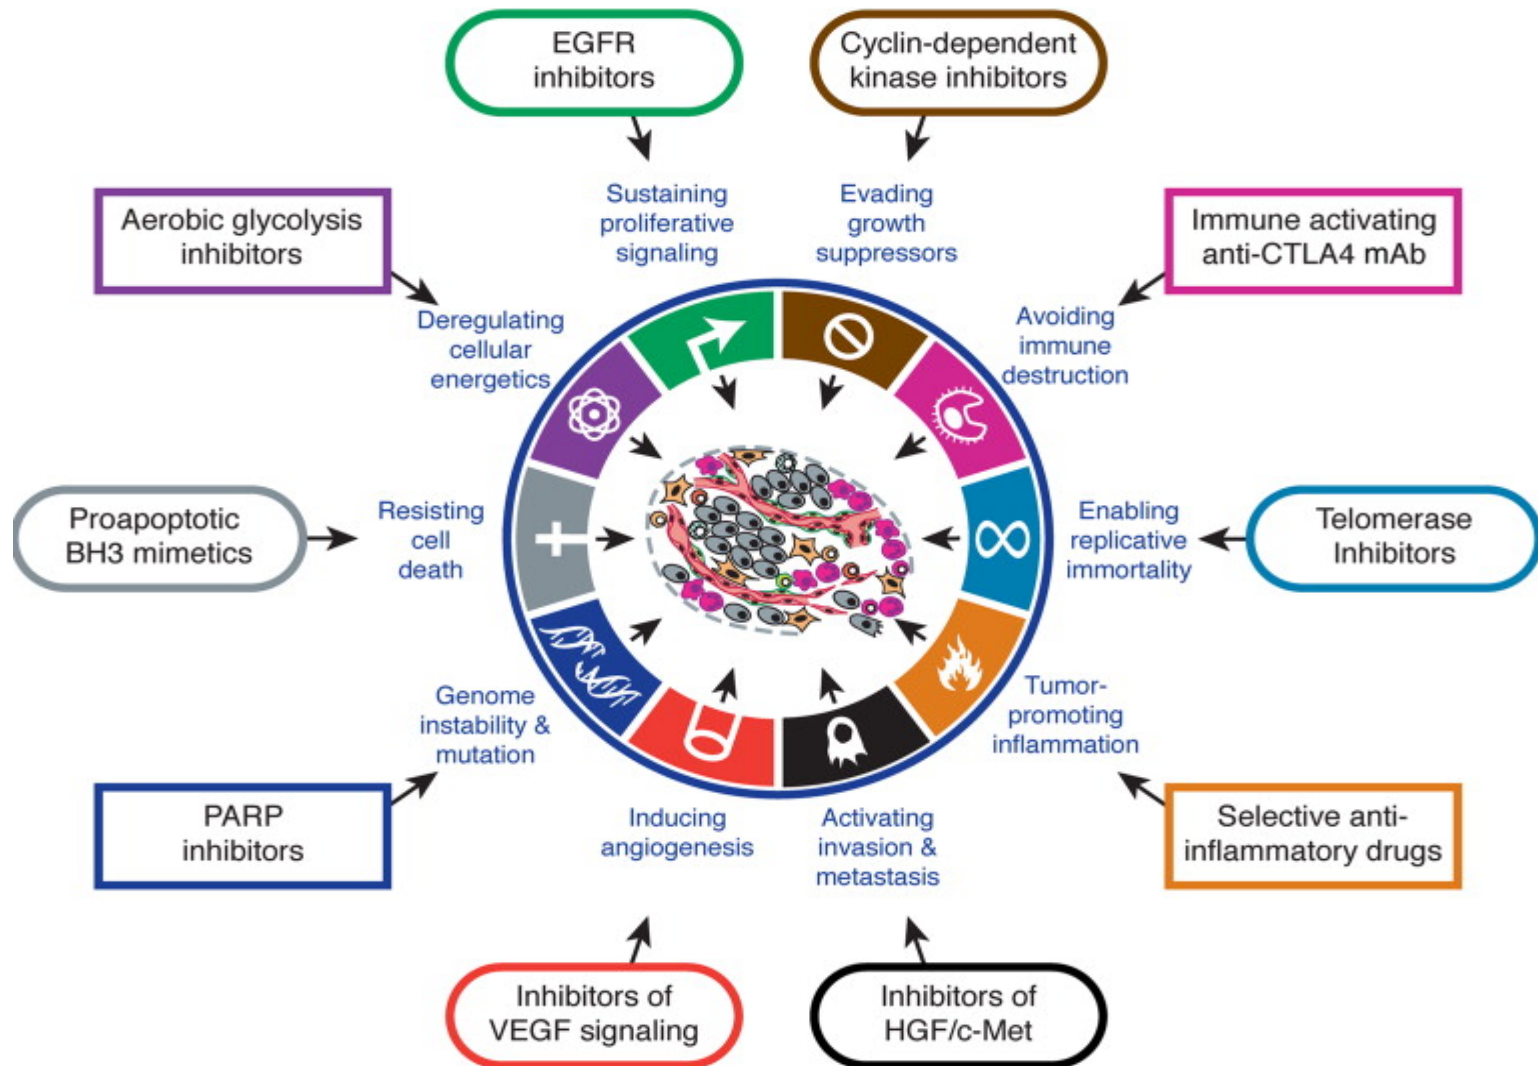 EGFR
inhibitors
Cyclin-dependent
kinase inhibitors
Sustaining
proliferative
signaling
Evading
growth
suppressors
Aerobic glycolysis
inhibitors
Immune activating
anti-CTLA4 mAb
Deregulating
cellular
energetics
Avoiding
immune
destruction
Proapoptotic
BH3 mimetics
Resisting
cell
death
Enabling
replicative
immortality
Telomerase
Inhibitors
Genome
instability &
mutation
Tumor-
promoting
inflammation
PARP
inhibitors
Inducing
angiogenesis
Activating
invasion &
metastasis
Selective anti-
inflammatory drugs
Inhibitors of
VEGF signaling
Inhibitors of
HGF/c-Met